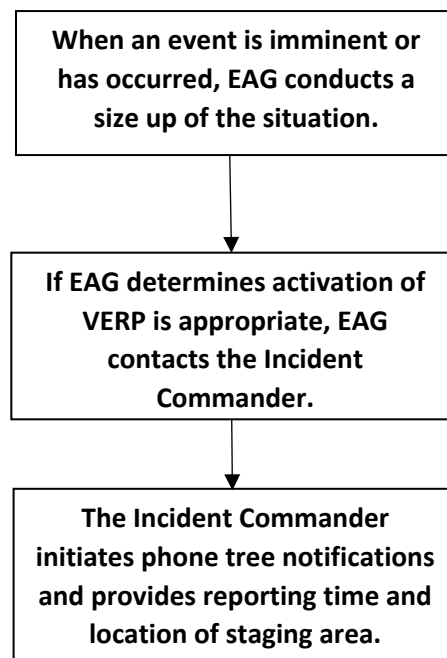 When an event is imminent or
has occurred, EAG conducts a
size up of the situation.
If EAG determines activation of
VERP is appropriate, EAG
contacts the Incident
Commander.
The Incident Commander
initiates phone tree notifications
and provides reporting time and
location of staging area.